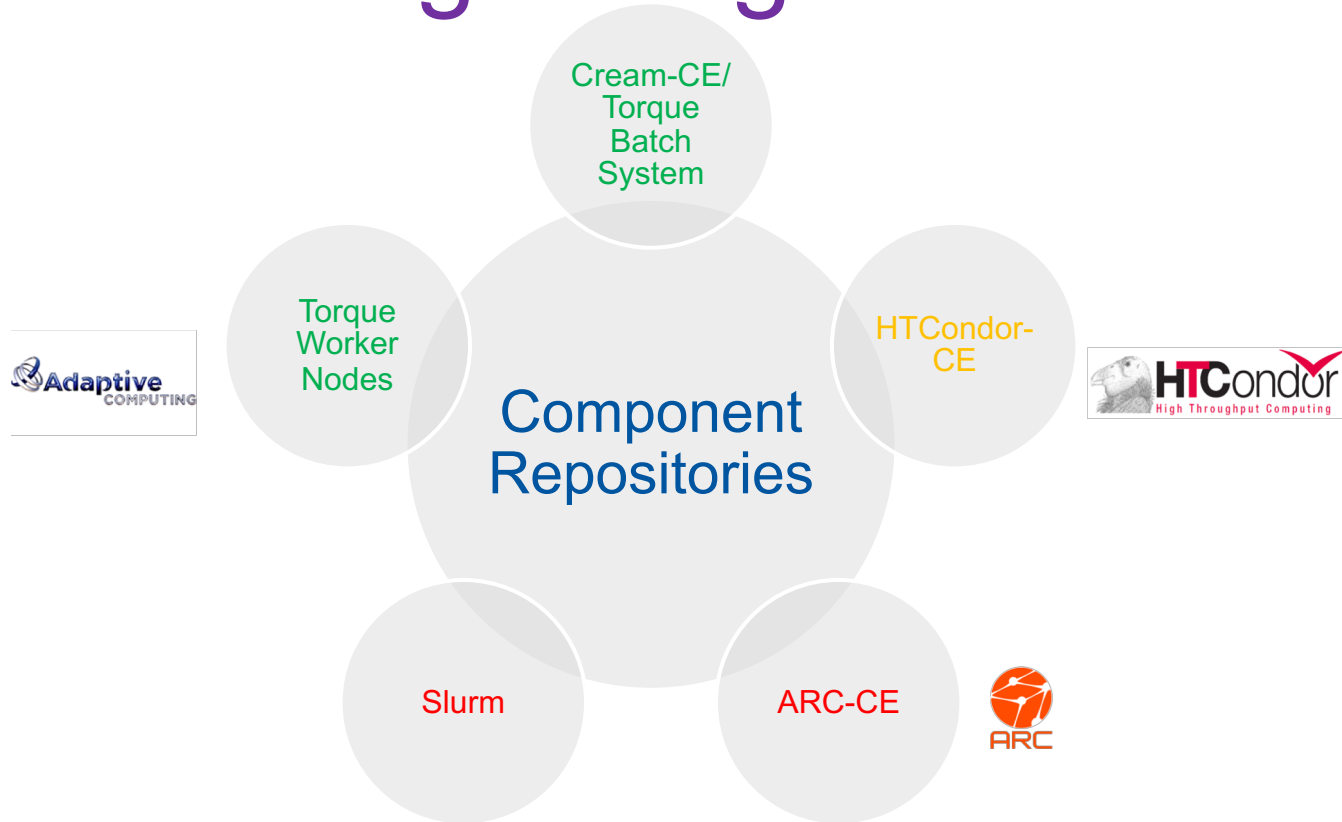 Cream-CE/
Torque
Batch
System
Torque
Worker
Nodes
HTCondor-
CE
Adaptive
COMPUTING
HTCondor
High Throughput Computing
Component
Repositories
Slurm
ARC-CE
ARC